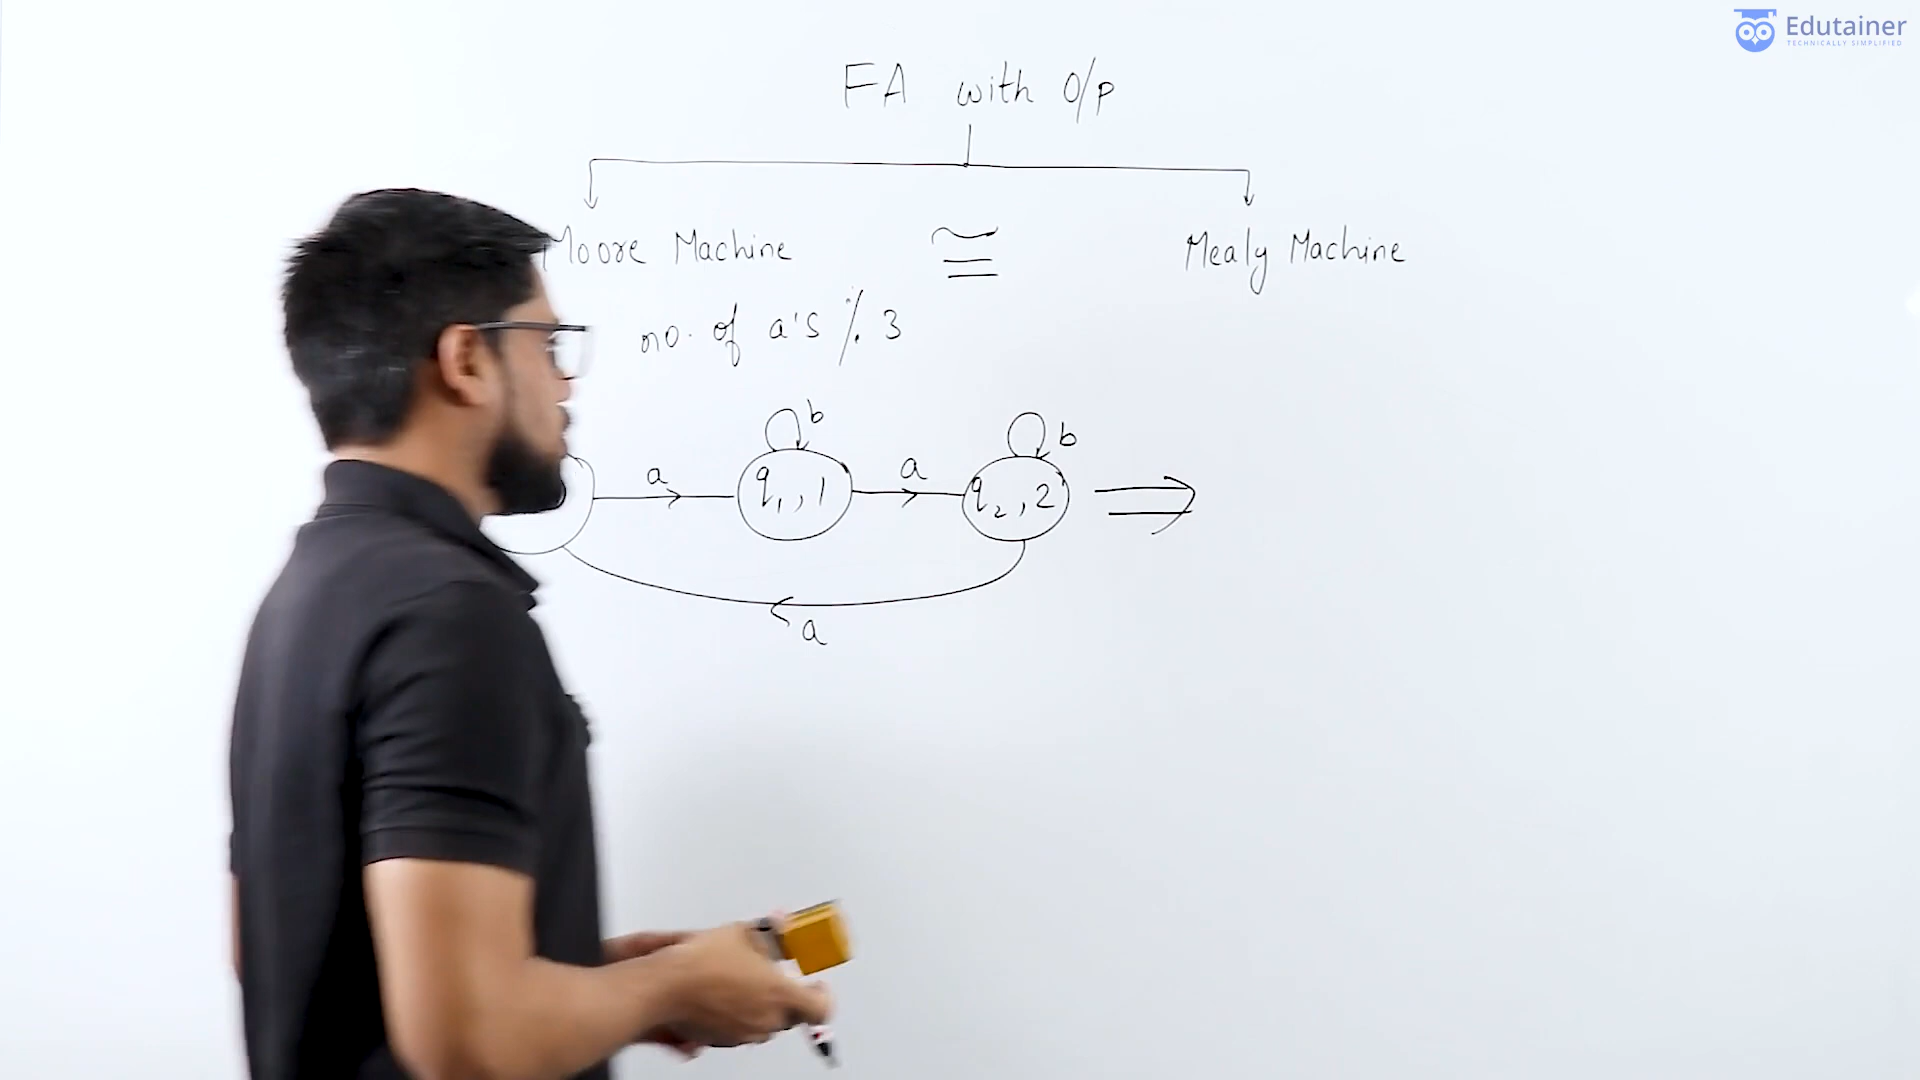 Edutainer
TECHNICALLY SIMPLIFIED
FA with O/P
Moore Machine ≅ Mealy Machine
no. of a's % 3
b b
a q₁, 1 a q₂, 2 ⟹
a